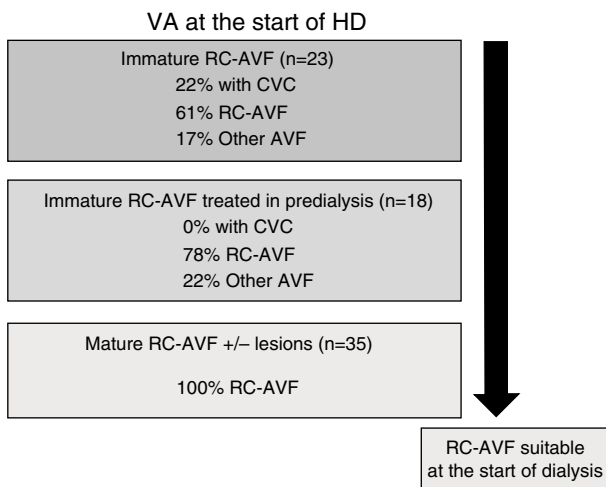 VA at the start of HD
Immature RC-AVF (n=23)
22% with CVC
61% RC-AVF
17% Other AVF
Immature RC-AVF treated in predialysis (n=18)
0% with CVC
78% RC-AVF
22% Other AVF
Mature RC-AVF +/– lesions (n=35)
100% RC-AVF
RC-AVF suitable
at the start of dialysis